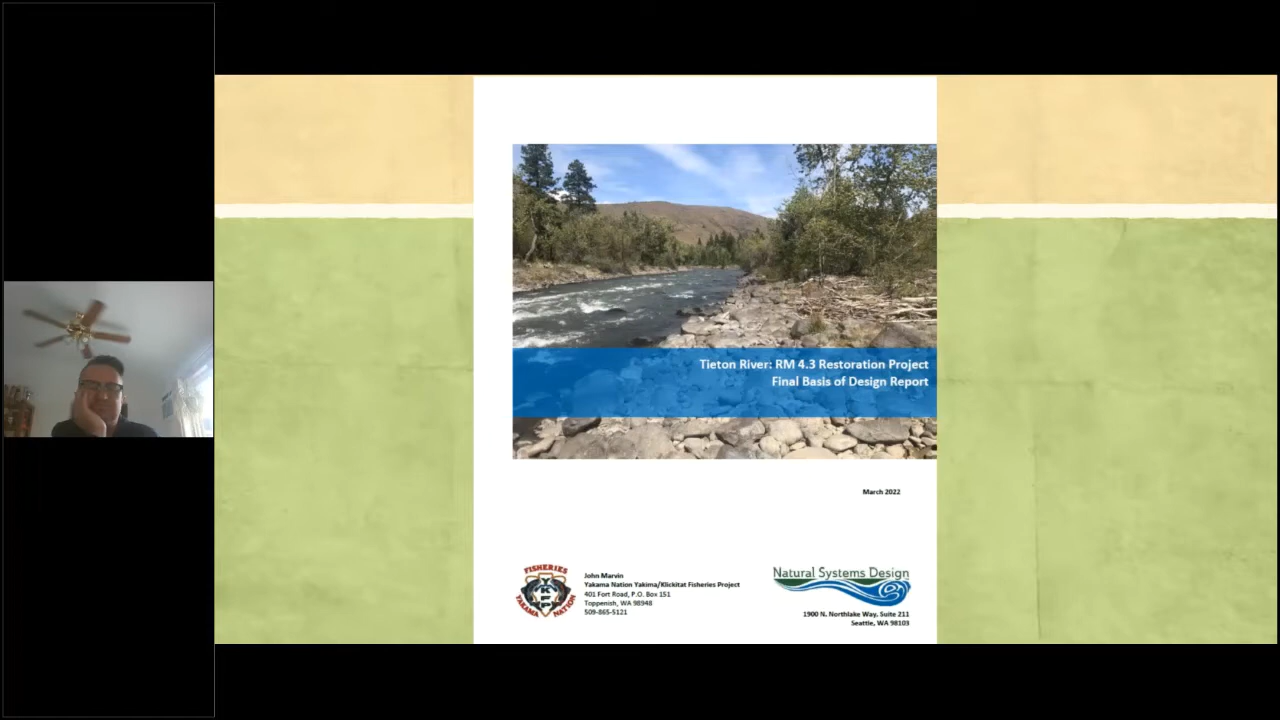 Tieton River: RM 4.3 Restoration Project
Final Basis of Design Report
March 2022
FISHERIES
YKFP
YAKAMA NATION
John Marvin
Yakama Nation Yakima/Klickitat Fisheries Project
401 Fort Road, P.O. Box 151
Toppenish, WA 98948
509-865-5121
Natural Systems Design
1900 N. Northlake Way, Suite 211
Seattle, WA 98103